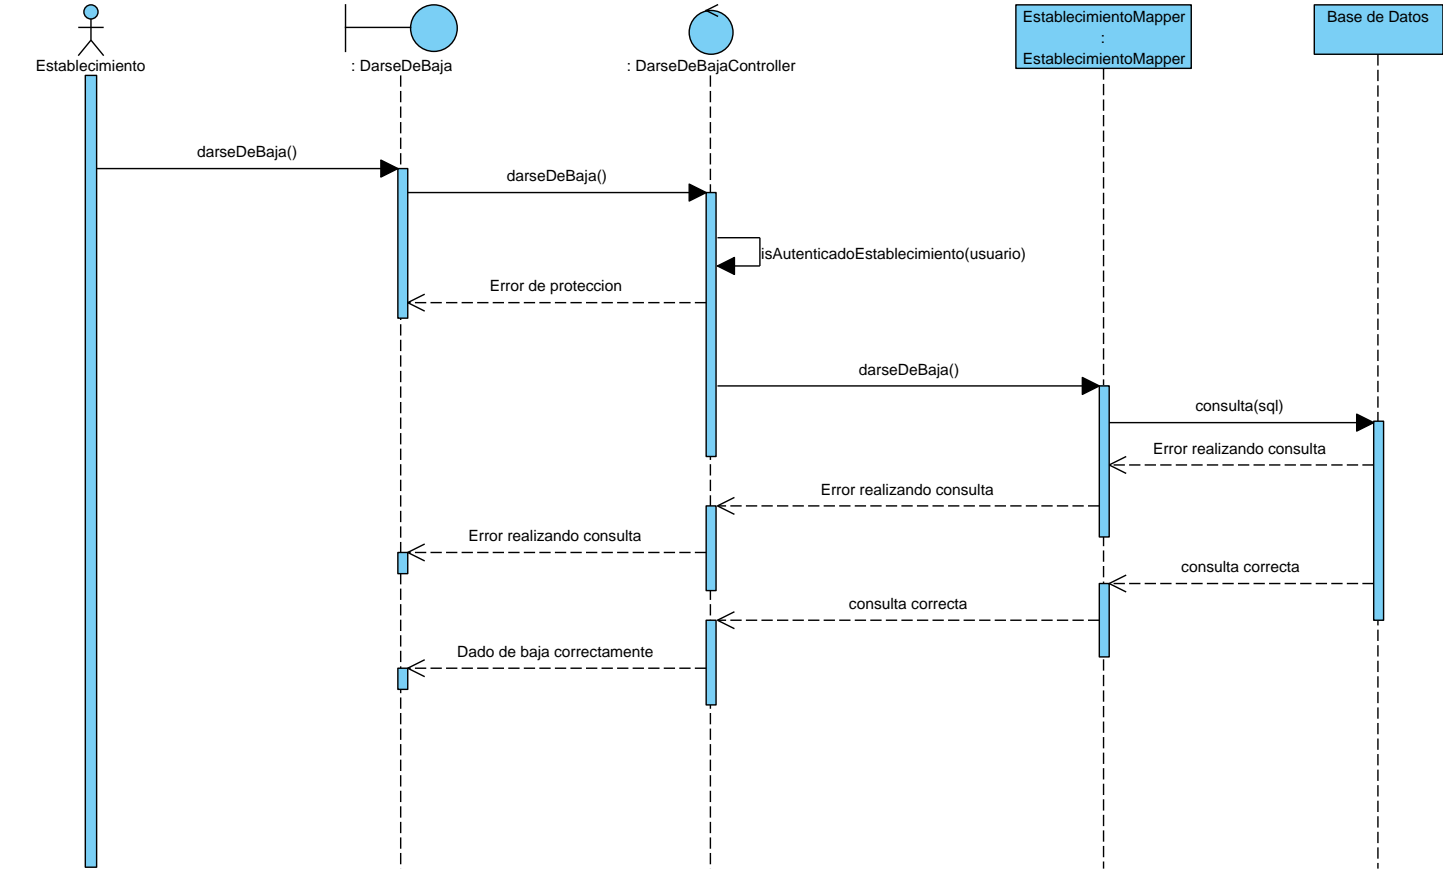 EstablecimientoMapper
:
EstablecimientoMapper
Base de Datos
Establecimiento
: DarseDeBaja
: DarseDeBajaController
darseDeBaja()
darseDeBaja()
isAutenticadoEstablecimiento(usuario)
Error de proteccion
darseDeBaja()
consulta(sql)
Error realizando consulta
Error realizando consulta
Error realizando consulta
consulta correcta
consulta correcta
Dado de baja correctamente